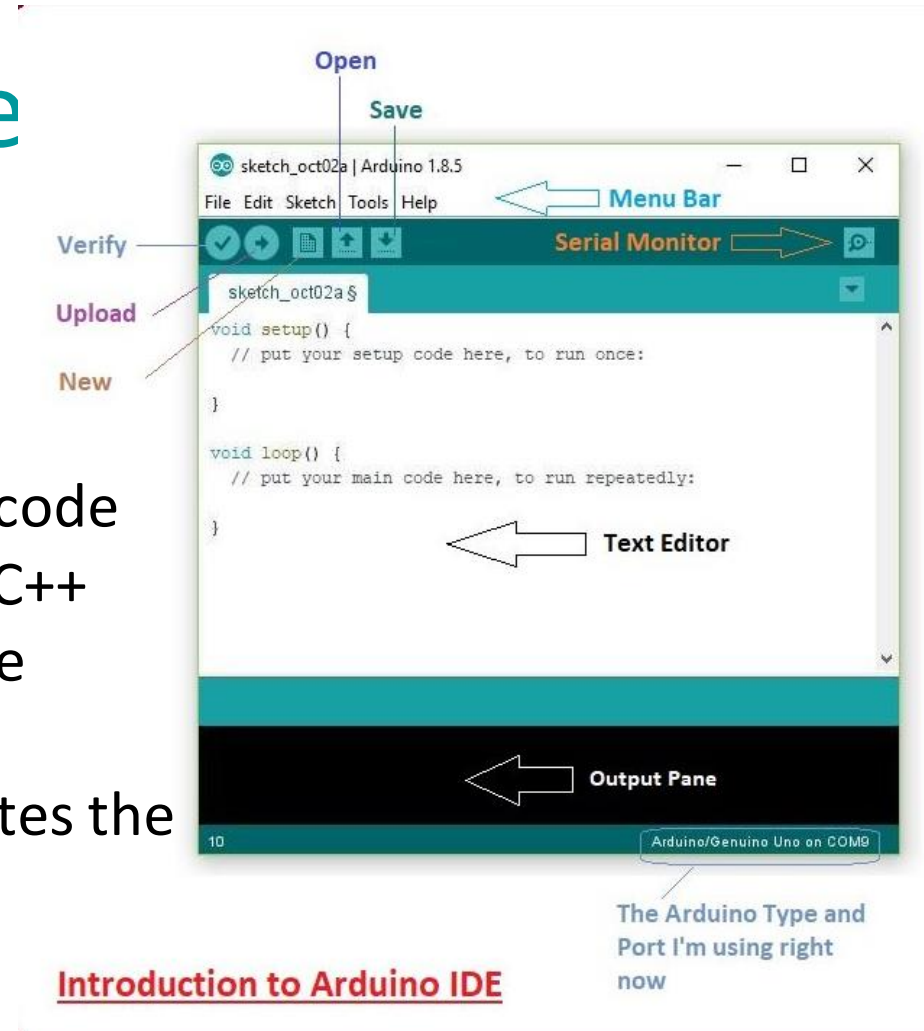 e
Open
Save
sketch_oct02a | Arduino 1.8.5
File Edit Sketch Tools Help
Menu Bar
Verify
Serial Monitor
Upload
sketch_oct02a §
New
void setup() {
// put your setup code here, to run once:
}
void loop() {
// put your main code here, to run repeatedly:
}
Text Editor
code
C++
e
tes the
Output Pane
10
Arduino/Genuino Uno on COM9
The Arduino Type and
Port I'm using right
now
Introduction to Arduino IDE